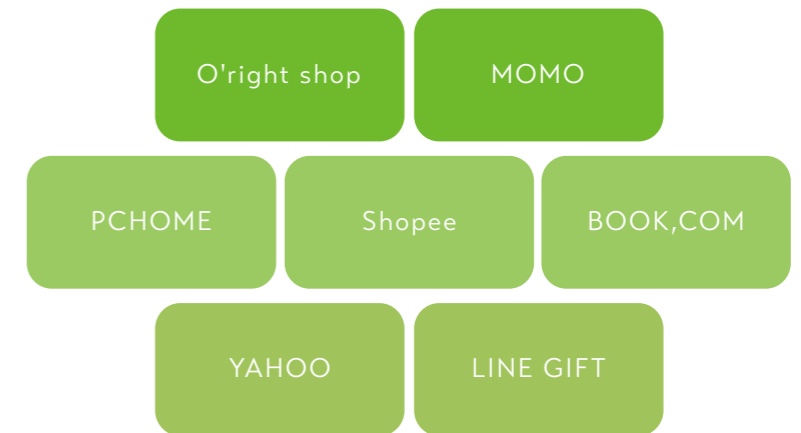 O'right shop
MOMO
PCHOME
Shopee
BOOK,COM
YAHOO
LINE GIFT